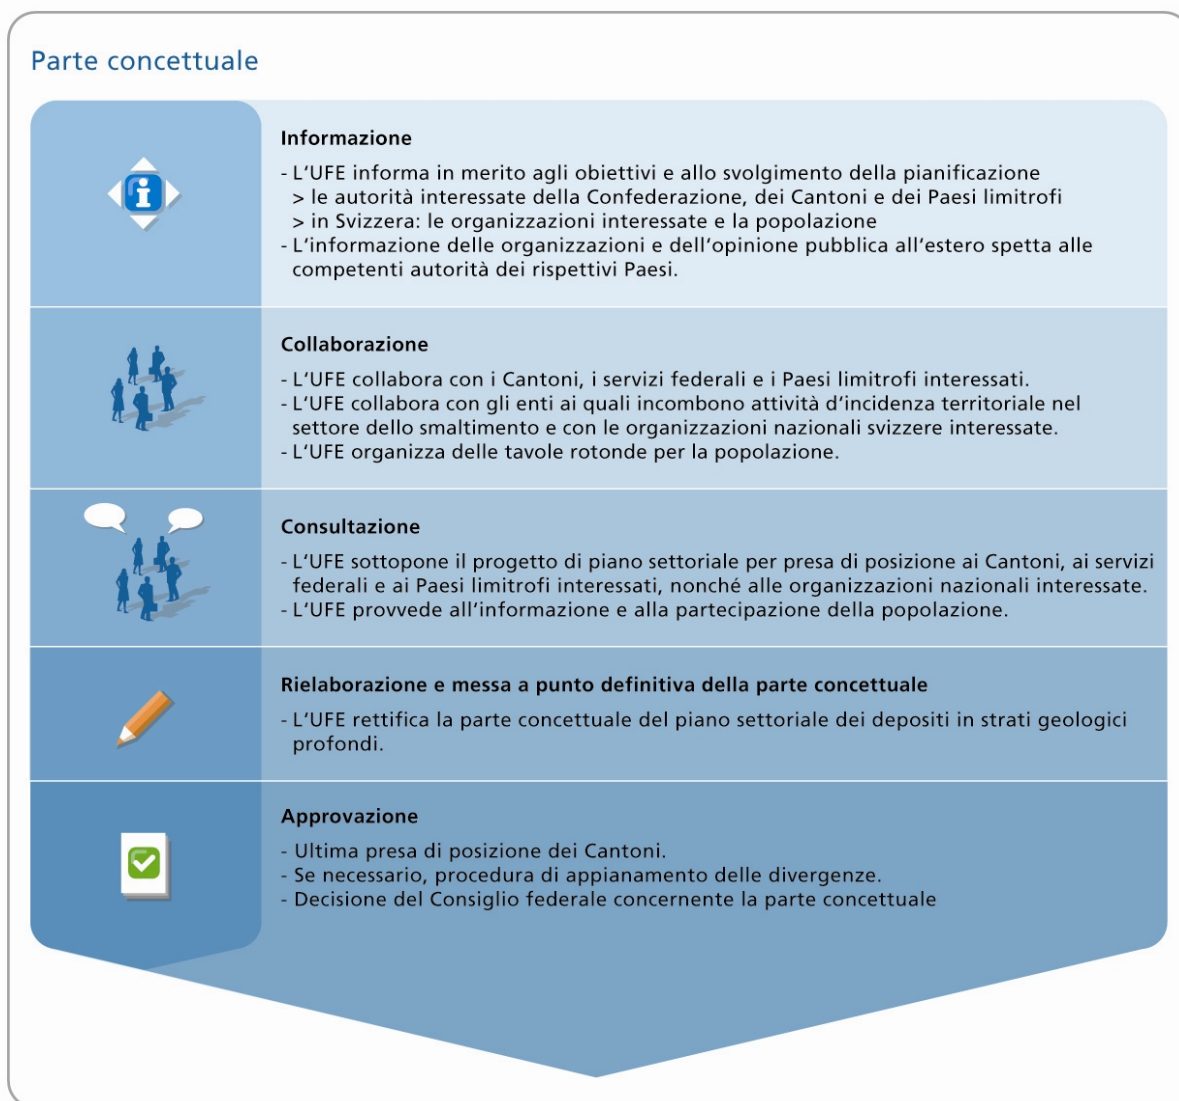 Parte concettuale
Informazione
- L‘UFE informa in merito agli obiettivi e allo svolgimento della pianificazione
> le autorità interessate della Confederazione, dei Cantoni e dei Paesi limitrofi
> in Svizzera: le organizzazioni interessate e la popolazione
- L‘informazione delle organizzazioni e dell‘opinione pubblica all‘estero spetta alle
competenti autorità dei rispettivi Paesi.
Collaborazione
- L‘UFE collabora con i Cantoni, i servizi federali e i Paesi limitrofi interessati.
- L‘UFE collabora con gli enti ai quali incombono attività d‘incidenza territoriale nel
settore dello smaltimento e con le organizzazioni nazionali svizzere interessate.
- L‘UFE organizza delle tavole rotonde per la popolazione.
Consultazione
- L‘UFE sottopone il progetto di piano settoriale per presa di posizione ai Cantoni, ai servizi
federali e ai Paesi limitrofi interessati, nonché alle organizzazioni nazionali interessate.
- L‘UFE provvede all‘informazione e alla partecipazione della popolazione.
Rielaborazione e messa a punto definitiva della parte concettuale
- L‘UFE rettifica la parte concettuale del piano settoriale dei depositi in strati geologici
profondi.
Approvazione
- Ultima presa di posizione dei Cantoni.
- Se necessario, procedura di appianamento delle divergenze.
- Decisione del Consiglio federale concernente la parte concettuale